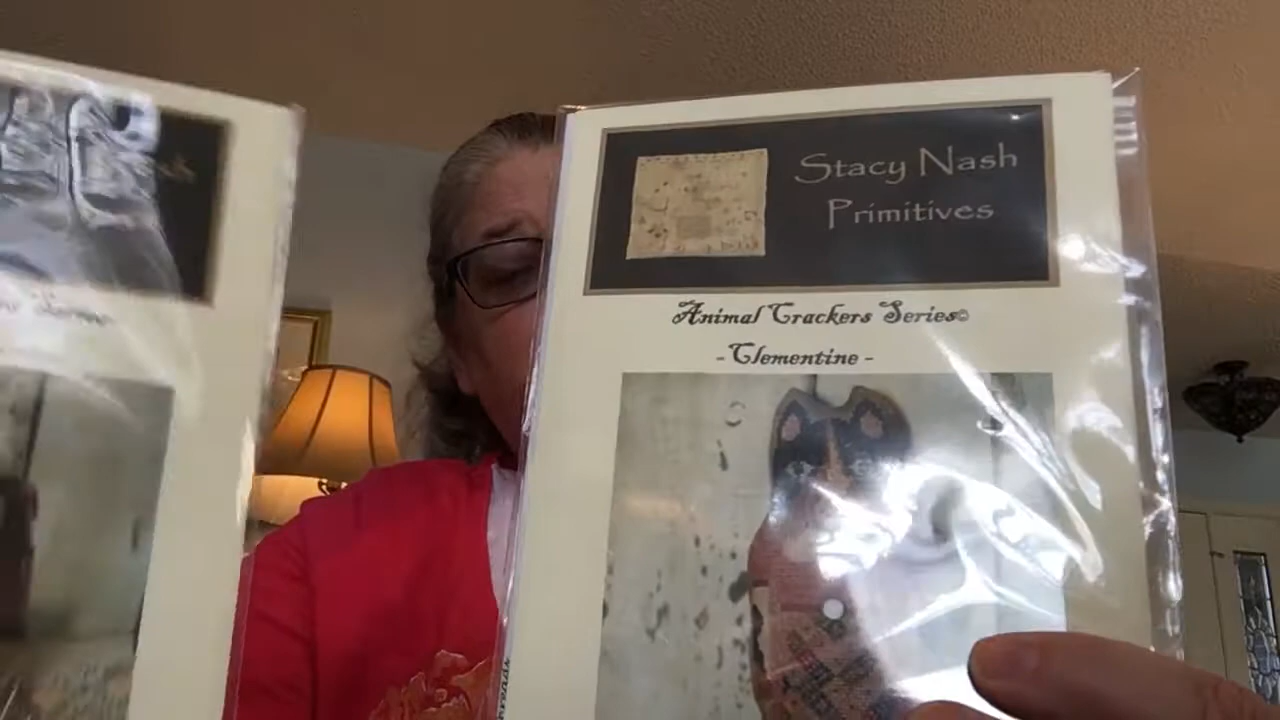 Stacy Nash
Primitives
Animal Crackers Series©
- Clementine -